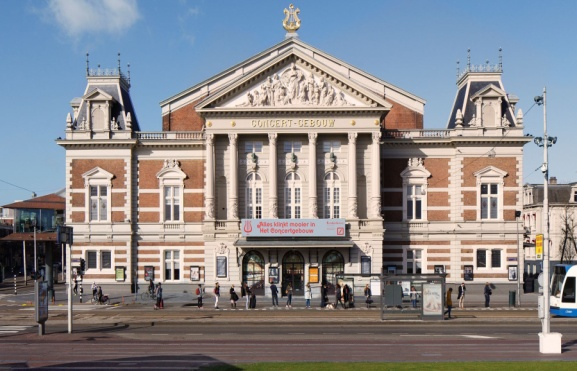 CONCERT-GEBOUW
Alles klinkt mooier in
Het Concertgebouw